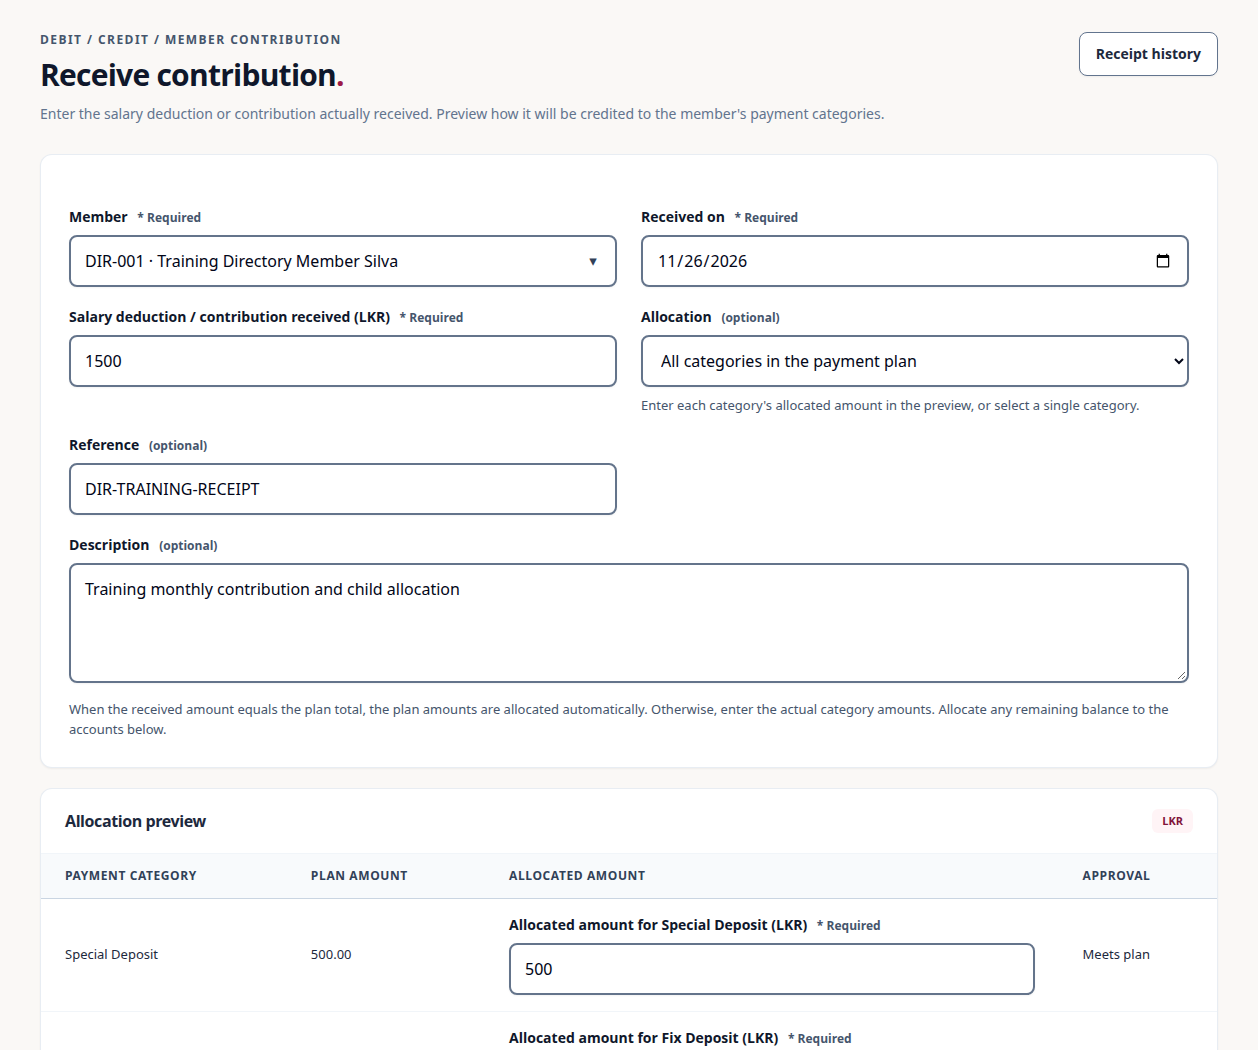 DEBIT / CREDIT / MEMBER CONTRIBUTION
Receive contribution.
Receipt history
Enter the salary deduction or contribution actually received. Preview how it will be credited to the member's payment categories.
Member * Required
Received on * Required
DIR-001 · Training Directory Member Silva
11/26/2026
Salary deduction / contribution received (LKR) * Required
Allocation (optional)
1500
All categories in the payment plan
Enter each category's allocated amount in the preview, or select a single category.
Reference (optional)
DIR-TRAINING-RECEIPT
Description (optional)
Training monthly contribution and child allocation
When the received amount equals the plan total, the plan amounts are allocated automatically. Otherwise, enter the actual category amounts. Allocate any remaining balance to the
accounts below.
Allocation preview
LKR
PAYMENT CATEGORY PLAN AMOUNT ALLOCATED AMOUNT APPROVAL
Allocated amount for Special Deposit (LKR) * Required
Special Deposit 500.00 500 Meets plan
Allocated amount for Fix Deposit (LKR) * Required